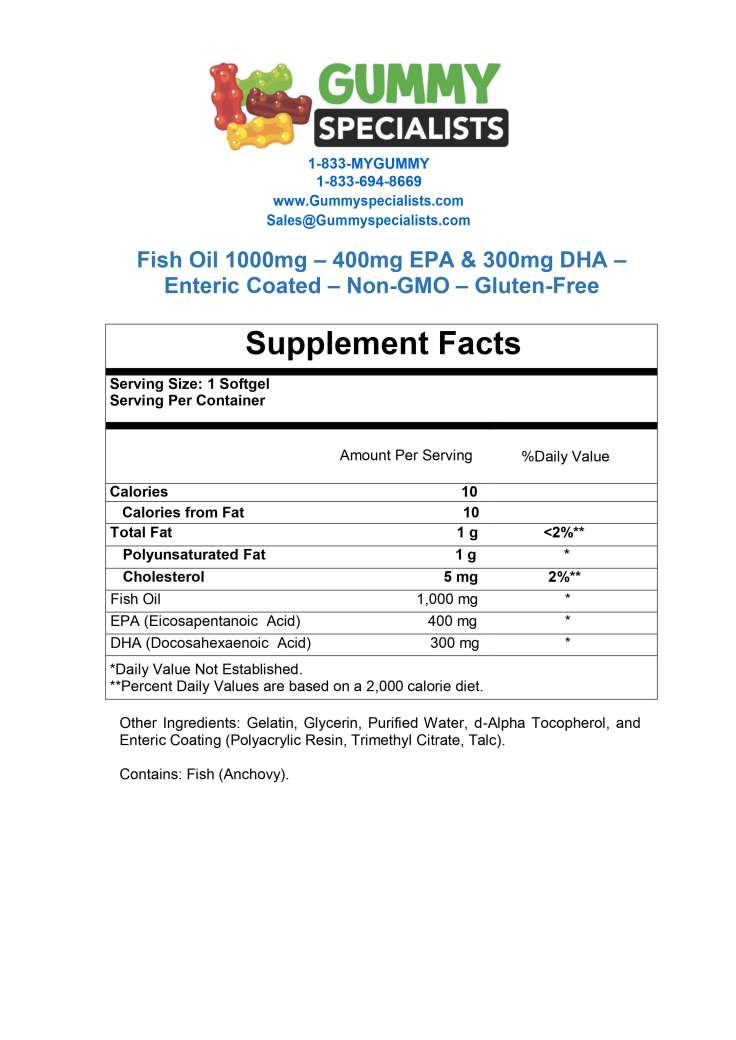 GUMMY
SPECIALISTS
1-833-MYGUMMY
1-833-694-8669
www.Gummyspecialists.com
Sales@Gummyspecialists.com
Fish Oil 1000mg – 400mg EPA & 300mg DHA –
Enteric Coated – Non-GMO – Gluten-Free
Supplement Facts
Serving Size: 1 Softgel
Serving Per Container
Amount Per Serving %Daily Value
Calories 10
Calories from Fat 10
Total Fat 1 g <2%**
Polyunsaturated Fat 1 g *
Cholesterol 5 mg 2%**
Fish Oil 1,000 mg *
EPA (Eicosapentanoic Acid) 400 mg *
DHA (Docosahexaenoic Acid) 300 mg *
*Daily Value Not Established.
**Percent Daily Values are based on a 2,000 calorie diet.
Other Ingredients: Gelatin, Glycerin, Purified Water, d-Alpha Tocopherol, and
Enteric Coating (Polyacrylic Resin, Trimethyl Citrate, Talc).
Contains: Fish (Anchovy).